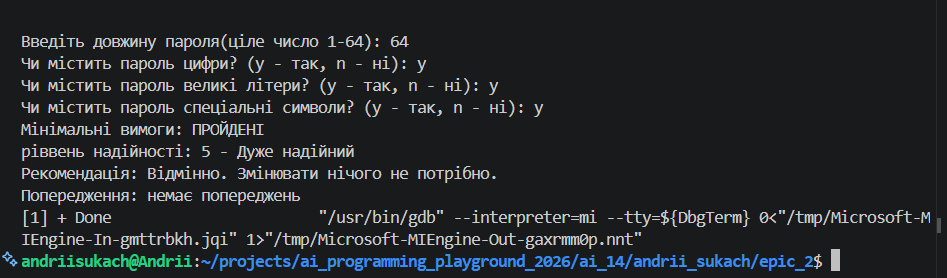 Введіть довжину пароля(ціле число 1-64): 64
Чи містить пароль цифри? (y - так, n - ні): y
Чи містить пароль великі літери? (y - так, n - ні): y
Чи містить пароль спеціальні символи? (y - так, n - ні): y
Мінімальні вимоги: ПРОЙДЕНІ
ріввень надійності: 5 - Дуже надійний
Рекомендація: Відмінно. Змінювати нічого не потрібно.
Попередження: немає попереджень
[1] + Done                       "/usr/bin/gdb" --interpreter=mi --tty=${DbgTerm} 0<"/tmp/Microsoft-M
IEngine-In-gmttrbkh.jqi" 1>"/tmp/Microsoft-MIEngine-Out-gaxrmm0p.nnt"
andriisukach@Andrii:~/projects/ai_programming_playground_2026/ai_14/andrii_sukach/epic_2$